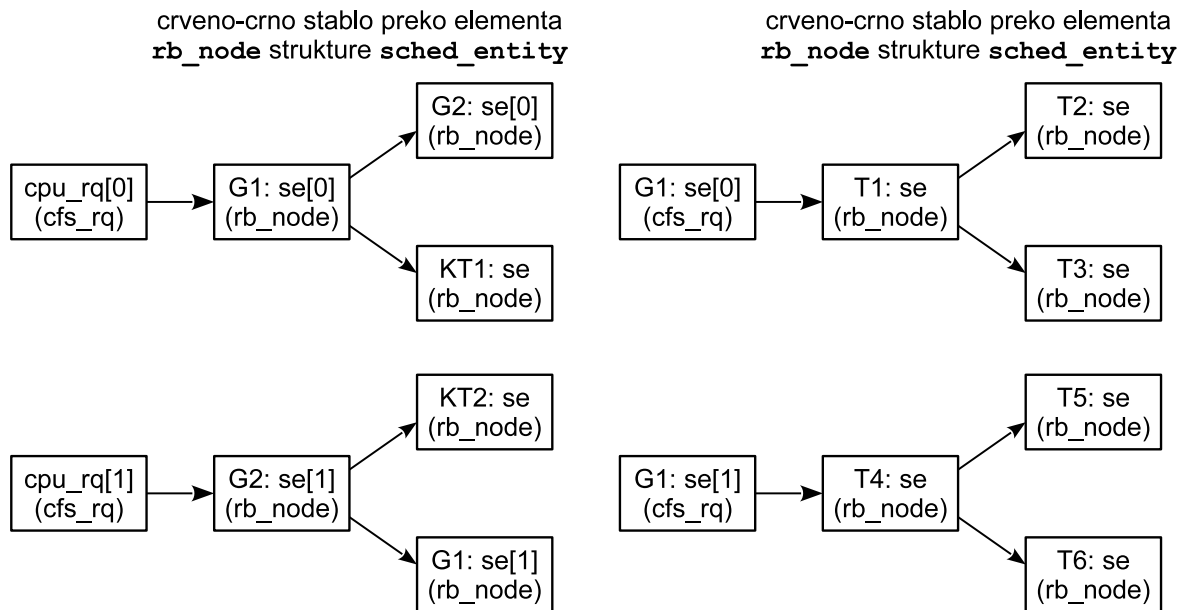 crveno-crno stablo preko elementa
rb_node strukture sched_entity
G2: se[0]
(rb_node)
cpu_rq[0]
(cfs_rq)
G1: se[0]
(rb_node)
KT1: se
(rb_node)
KT2: se
(rb_node)
cpu_rq[1]
(cfs_rq)
G2: se[1]
(rb_node)
G1: se[1]
(rb_node)
crveno-crno stablo preko elementa
rb_node strukture sched_entity
T2: se
(rb_node)
G1: se[0]
(cfs_rq)
T1: se
(rb_node)
T3: se
(rb_node)
T5: se
(rb_node)
G1: se[1]
(cfs_rq)
T4: se
(rb_node)
T6: se
(rb_node)